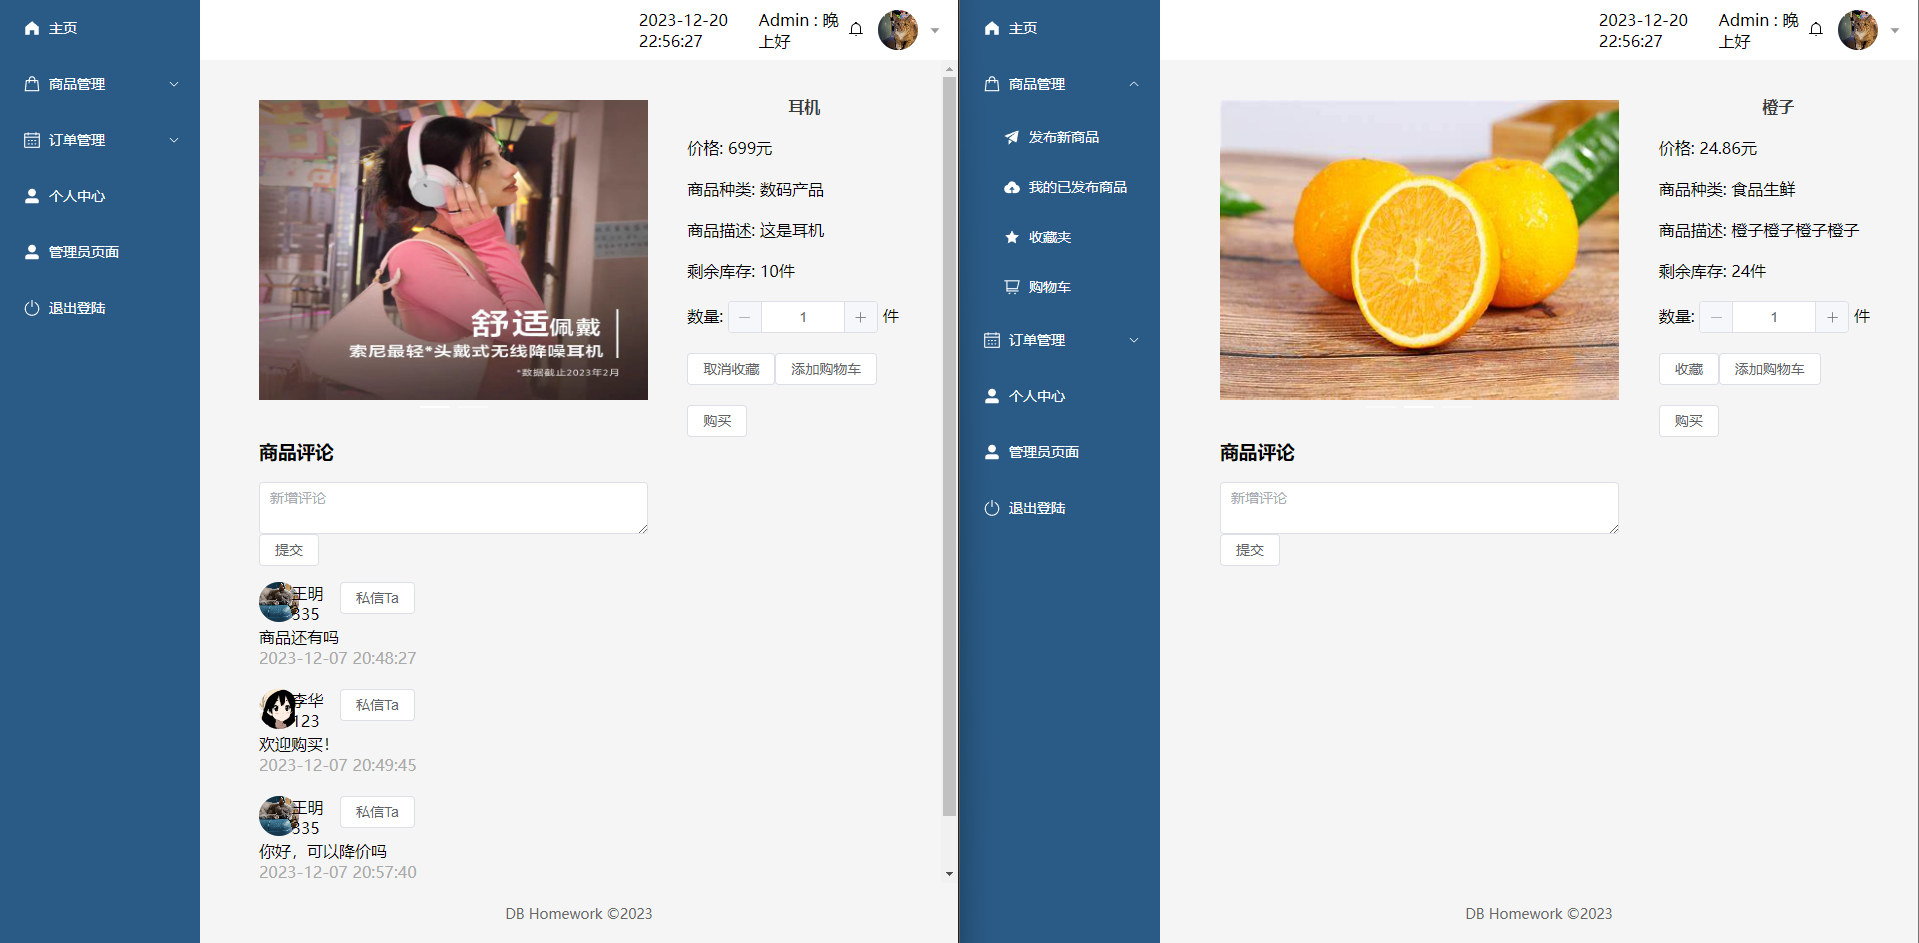 主页
商品管理
订单管理
个人中心
管理员页面
退出登陆
2023-12-20
22:56:27
Admin : 晚
上好
舒适佩戴
索尼最轻*头戴式无线降噪耳机
*数据截止2023年2月
耳机
价格: 699元
商品种类: 数码产品
商品描述: 这是耳机
剩余库存: 10件
数量: 1 件
取消收藏 添加购物车
购买
商品评论
新增评论
提交
王明
335
私信Ta
商品还有吗
2023-12-07 20:48:27
李华
123
私信Ta
欢迎购买！
2023-12-07 20:49:45
王明
335
私信Ta
你好，可以降价吗
2023-12-07 20:57:40
DB Homework ©2023
主页
商品管理
发布新商品
我的已发布商品
收藏夹
购物车
订单管理
个人中心
管理员页面
退出登陆
2023-12-20
22:56:27
Admin : 晚
上好
橙子
价格: 24.86元
商品种类: 食品生鲜
商品描述: 橙子橙子橙子橙子
剩余库存: 24件
数量: 1 件
收藏 添加购物车
购买
商品评论
新增评论
提交
DB Homework ©2023